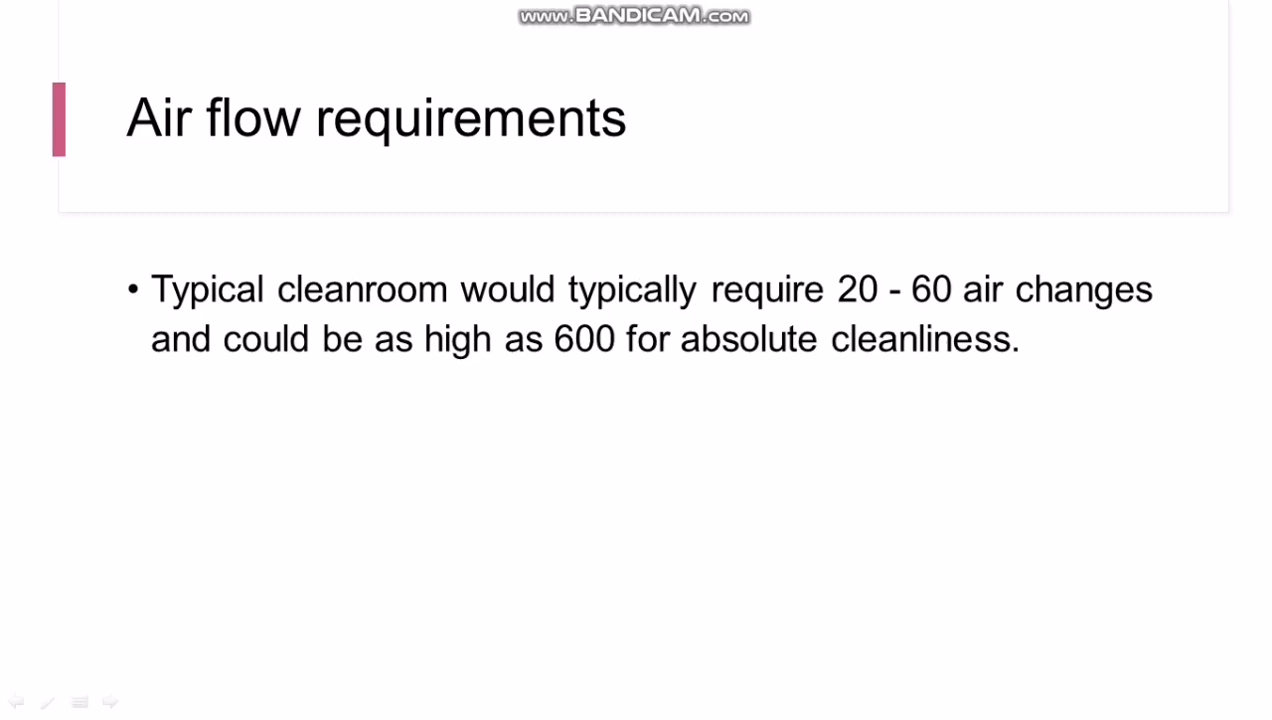 www.BANDICAM.com
Air flow requirements
• Typical cleanroom would typically require 20 - 60 air changes
and could be as high as 600 for absolute cleanliness.